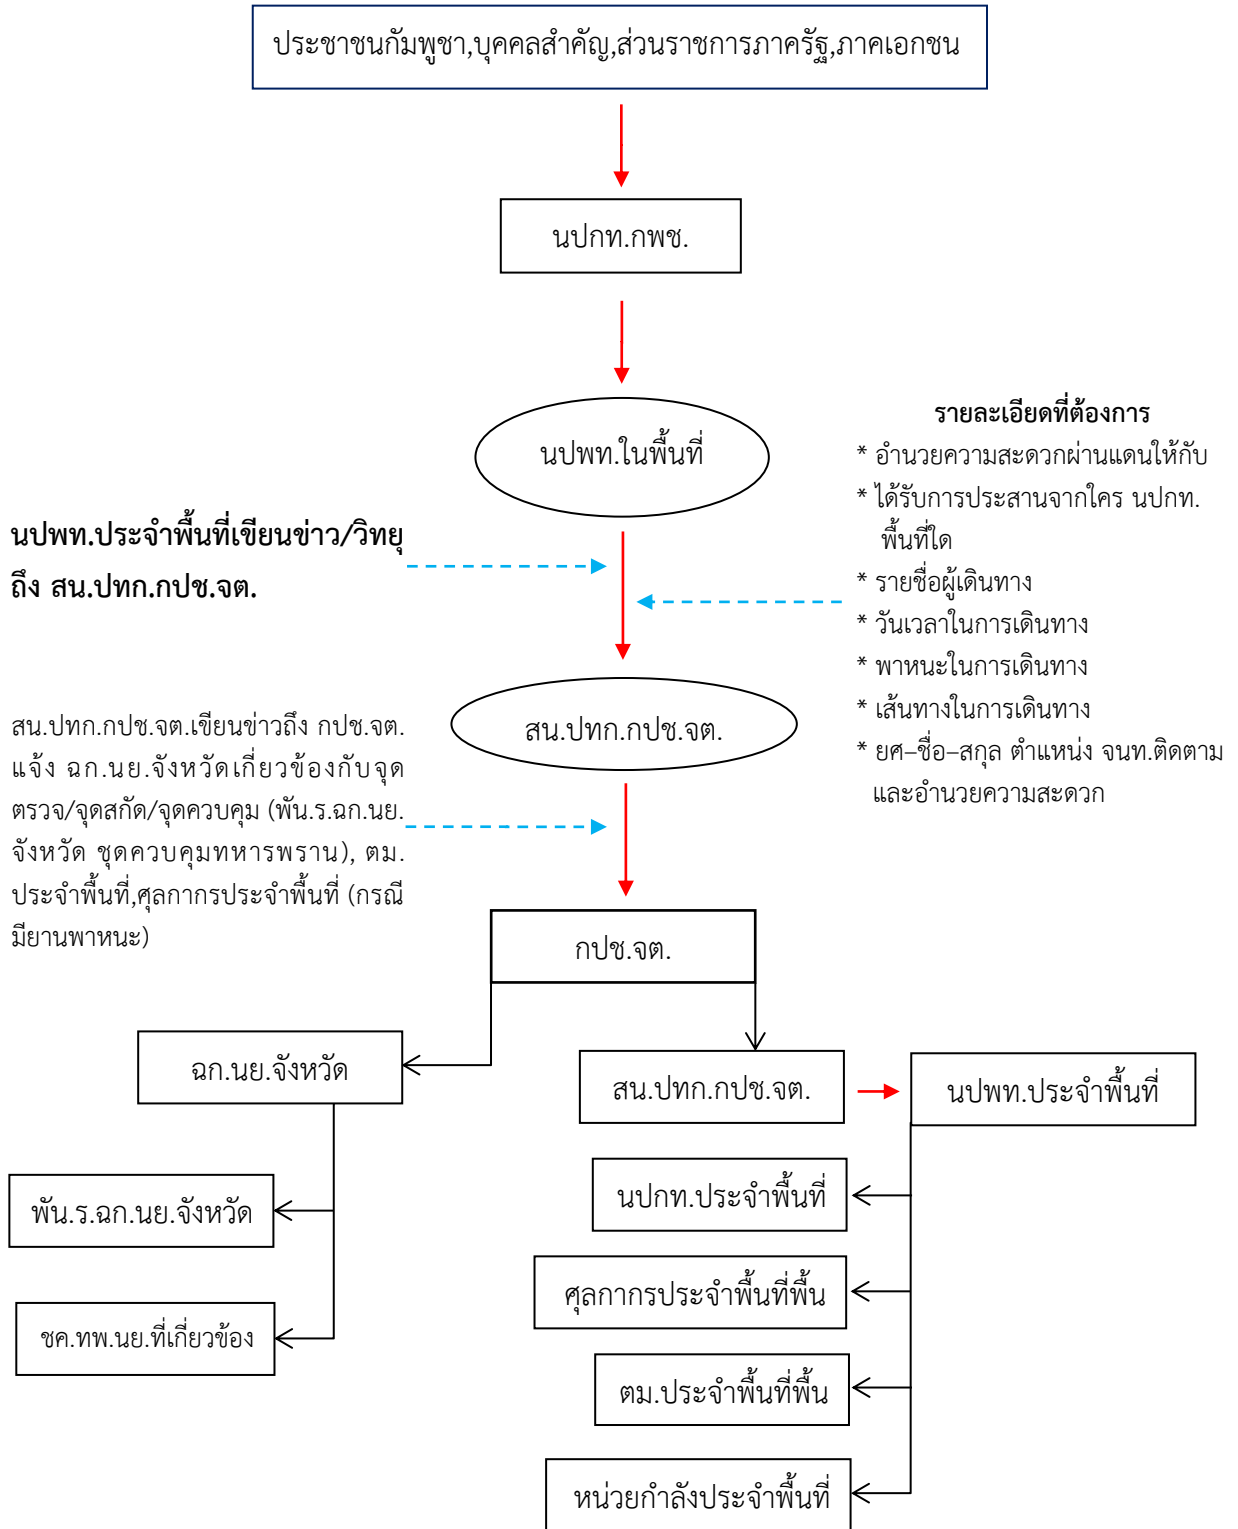 ประชาชนกัมพูชา,บุคคลสำคัญ,ส่วนราชการภาครัฐ,ภาคเอกชน
นปกท.กพช.
นปพท.ในพื้นที่
รายละเอียดที่ต้องการ
* อำนวยความสะดวกผ่านแดนให้กับ
* ได้รับการประสานจากใคร นปกท.
พื้นที่ใด
* รายชื่อผู้เดินทาง
* วันเวลาในการเดินทาง
* พาหนะในการเดินทาง
* เส้นทางในการเดินทาง
* ยศ–ชื่อ–สกุล ตำแหน่ง จนท.ติดตาม
และอำนวยความสะดวก
นปพท.ประจำพื้นที่เขียนข่าว/วิทยุ
ถึง สน.ปทก.กปช.จต.
สน.ปทก.กปช.จต.
สน.ปทก.กปช.จต.เขียนข่าวถึง กปช.จต.
แจ้ง ฉก.นย.จังหวัดเกี่ยวข้องกับจุด
ตรวจ/จุดสกัด/จุดควบคุม (พัน.ร.ฉก.นย.
จังหวัด ชุดควบคุมทหารพราน), ตม.
ประจำพื้นที่,ศุลกากรประจำพื้นที่ (กรณี
มียานพาหนะ)
กปช.จต.
ฉก.นย.จังหวัด
สน.ปทก.กปช.จต.
นปพท.ประจำพื้นที่
พัน.ร.ฉก.นย.จังหวัด
นปกท.ประจำพื้นที่
ศุลกากรประจำพื้นที่พื้น
ชค.ทพ.นย.ที่เกี่ยวข้อง
ตม.ประจำพื้นที่พื้น
หน่วยกำลังประจำพื้นที่